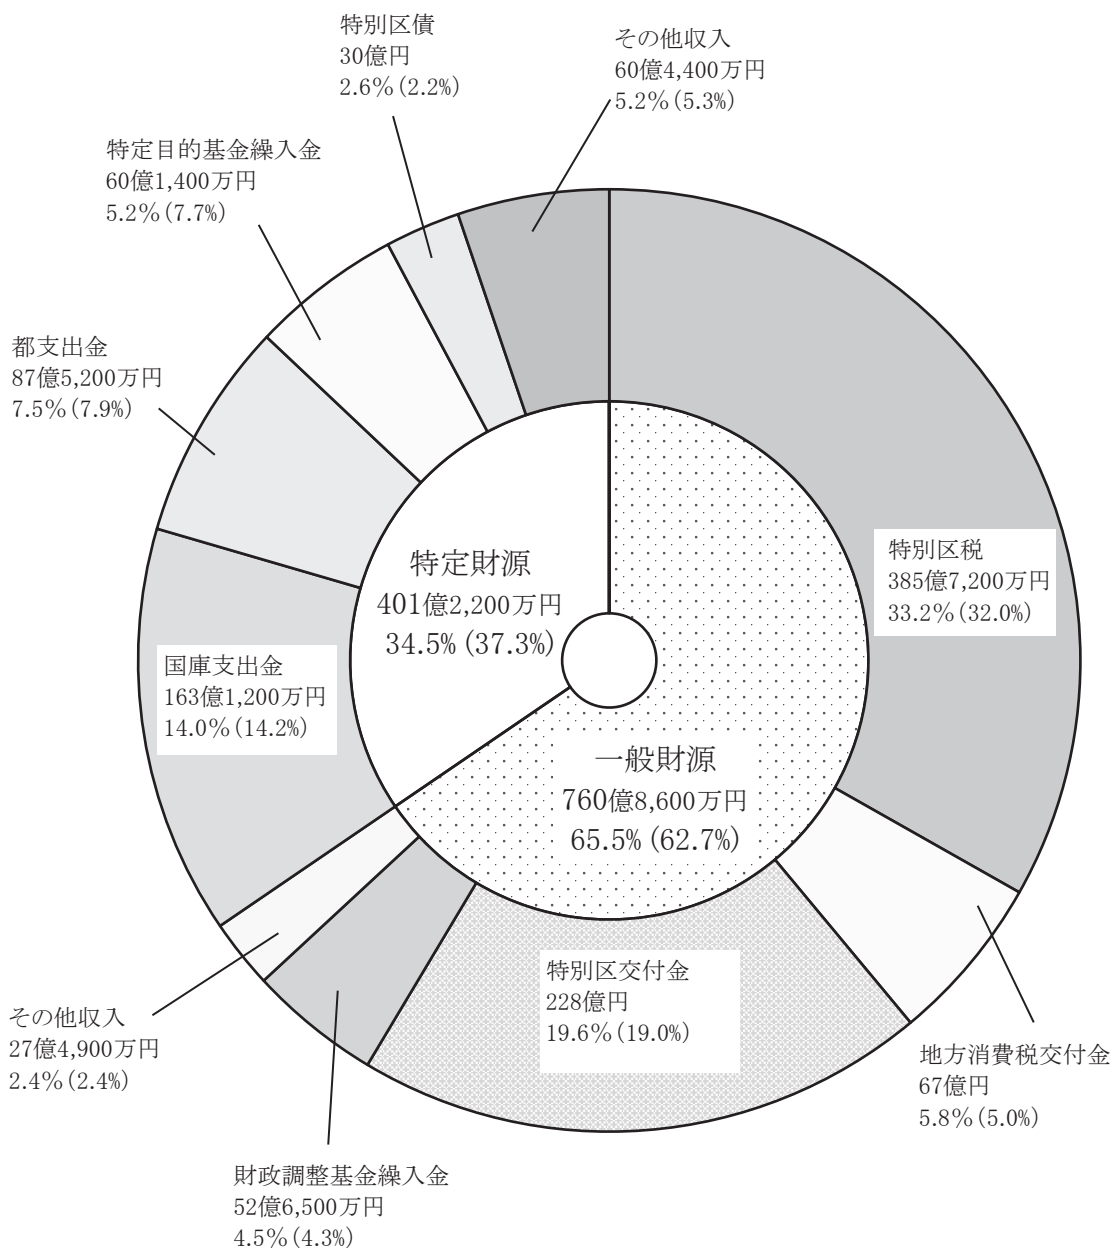 特別区債
30億円
2.6％(2.2%)
その他収入
60億4,400万円
5.2％(5.3%)
特定目的基金繰入金
60億1,400万円
5.2％(7.7%)
都支出金
87億5,200万円
7.5％(7.9%)
特定財源
401億2,200万円
34.5% (37.3%)
特別区税
385億7,200万円
33.2％(32.0%)
国庫支出金
163億1,200万円
14.0％(14.2%)
一般財源
760億8,600万円
65.5% (62.7%)
特別区交付金
228億円
19.6％(19.0%)
その他収入
27億4,900万円
2.4％(2.4%)
地方消費税交付金
67億円
5.8％(5.0%)
財政調整基金繰入金
52億6,500万円
4.5％(4.3%)